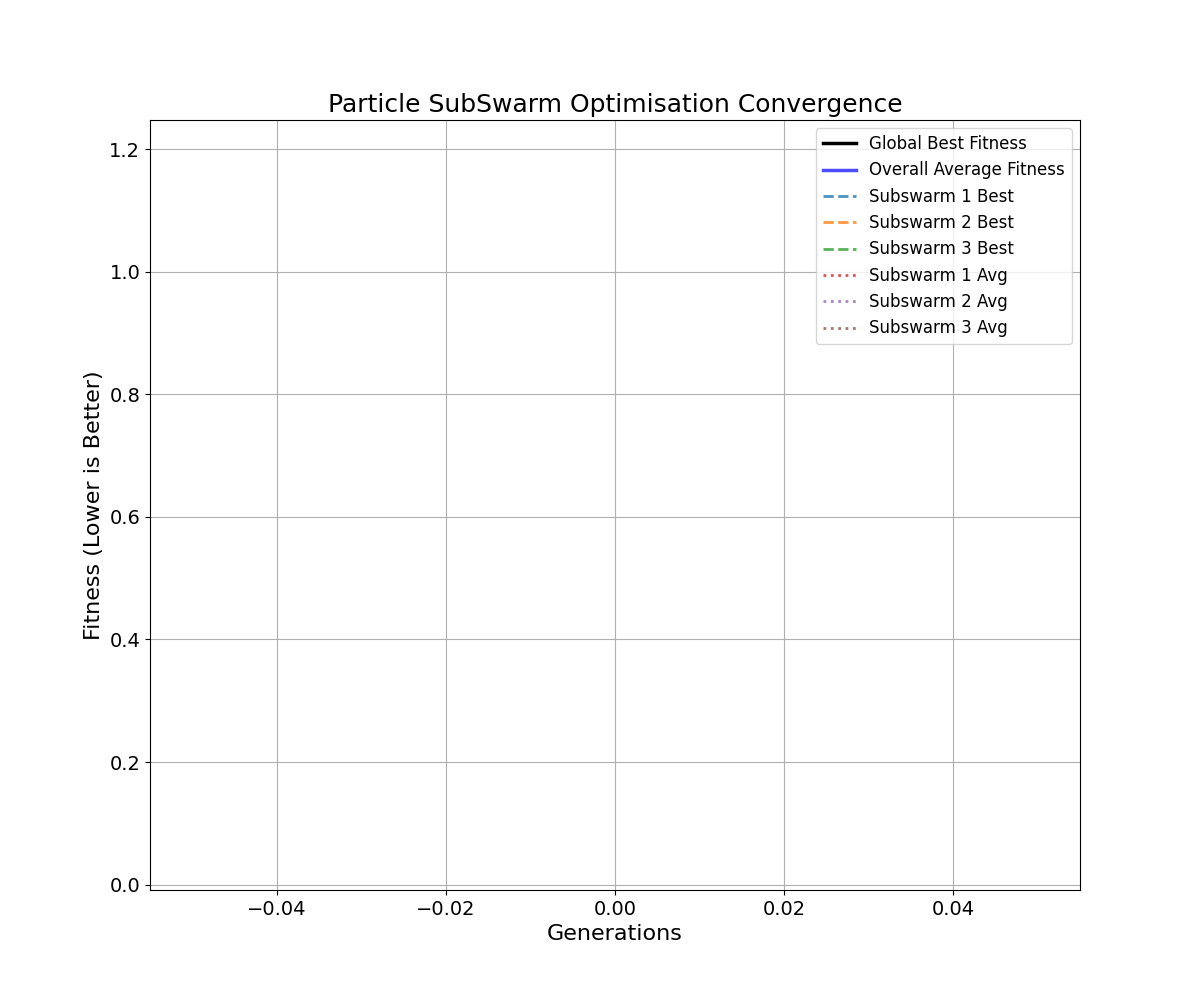 Particle SubSwarm Optimisation Convergence
Global Best Fitness
Overall Average Fitness
Subswarm 1 Best
Subswarm 2 Best
Subswarm 3 Best
Subswarm 1 Avg
Subswarm 2 Avg
Subswarm 3 Avg
Fitness (Lower is Better)
1.2
1.0
0.8
0.6
0.4
0.2
0.0
−0.04 −0.02 0.00 0.02 0.04
Generations